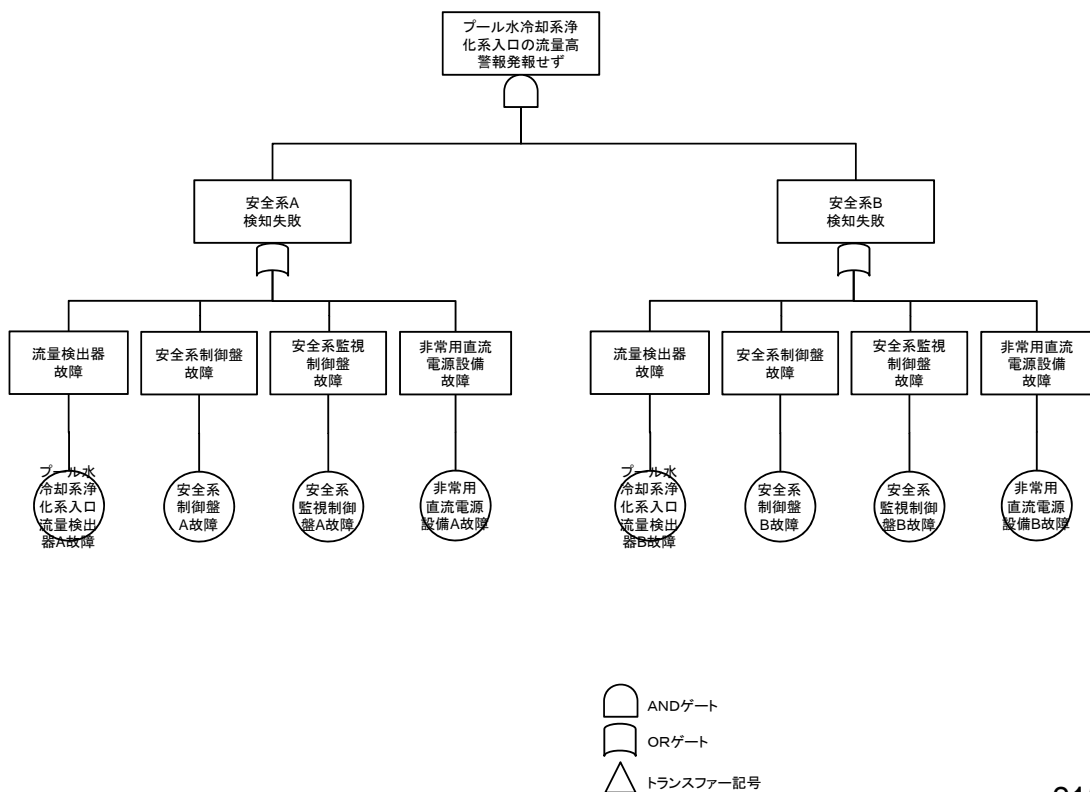 プール水冷却系浄
化系入口の流量高
警報発報せず
安全系A
検知失敗
安全系B
検知失敗
流量検出器
故障
安全系制御盤
故障
安全系監視
制御盤
故障
非常用直流
電源設備
故障
流量検出器
故障
安全系制御盤
故障
安全系監視
制御盤
故障
非常用直流
電源設備
故障
プール水
冷却系浄
化系入口
流量検出
器A故障
安全系
制御盤
A故障
安全系
監視制御
盤A故障
非常用
直流電源
設備A故障
プール水
冷却系浄
化系入口
流量検出
器B故障
安全系
制御盤
B故障
安全系
監視制御
盤B故障
非常用
直流電源
設備B故障
ANDゲート
ORゲート
トランスファー記号